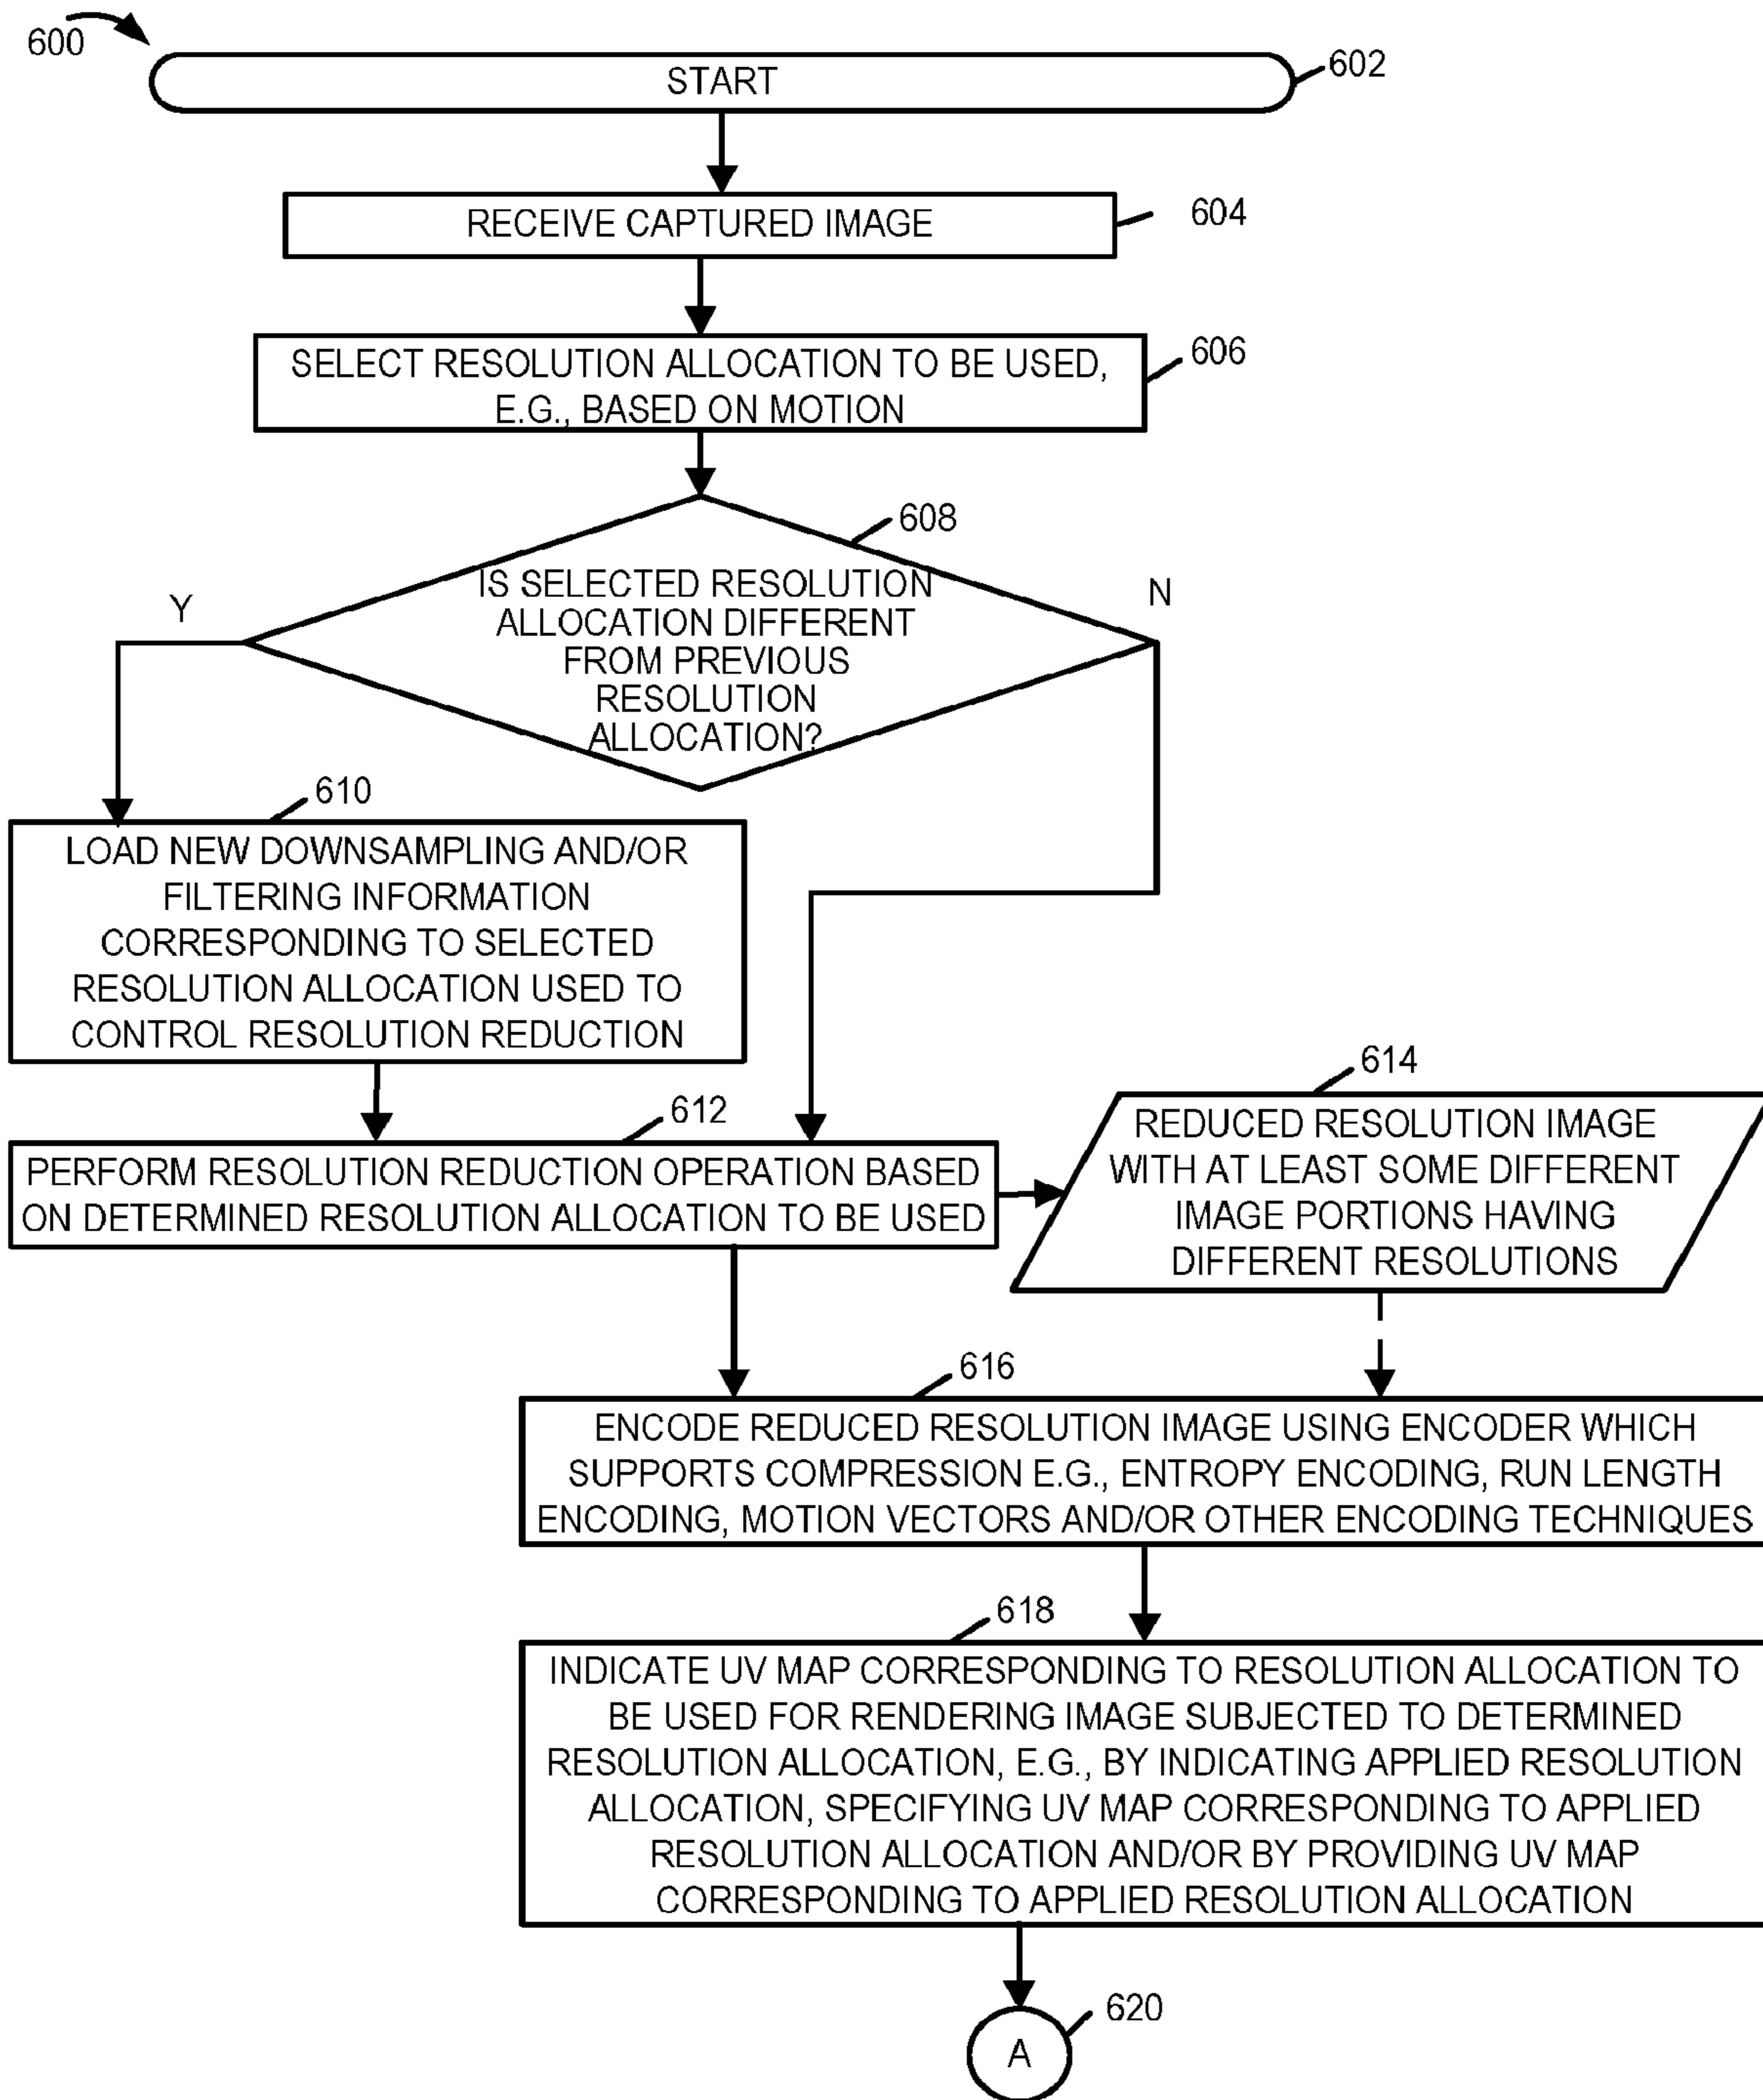 600
START
602
RECEIVE CAPTURED IMAGE
604
SELECT RESOLUTION ALLOCATION TO BE USED,
E.G., BASED ON MOTION
606
608
IS SELECTED RESOLUTION
ALLOCATION DIFFERENT
FROM PREVIOUS
RESOLUTION
ALLOCATION?
Y
N
610
LOAD NEW DOWNSAMPLING AND/OR
FILTERING INFORMATION
CORRESPONDING TO SELECTED
RESOLUTION ALLOCATION USED TO
CONTROL RESOLUTION REDUCTION
612
PERFORM RESOLUTION REDUCTION OPERATION BASED
ON DETERMINED RESOLUTION ALLOCATION TO BE USED
614
REDUCED RESOLUTION IMAGE
WITH AT LEAST SOME DIFFERENT
IMAGE PORTIONS HAVING
DIFFERENT RESOLUTIONS
616
ENCODE REDUCED RESOLUTION IMAGE USING ENCODER WHICH
SUPPORTS COMPRESSION E.G., ENTROPY ENCODING, RUN LENGTH
ENCODING, MOTION VECTORS AND/OR OTHER ENCODING TECHNIQUES
618
INDICATE UV MAP CORRESPONDING TO RESOLUTION ALLOCATION TO
BE USED FOR RENDERING IMAGE SUBJECTED TO DETERMINED
RESOLUTION ALLOCATION, E.G., BY INDICATING APPLIED RESOLUTION
ALLOCATION, SPECIFYING UV MAP CORRESPONDING TO APPLIED
RESOLUTION ALLOCATION AND/OR BY PROVIDING UV MAP
CORRESPONDING TO APPLIED RESOLUTION ALLOCATION
620
A